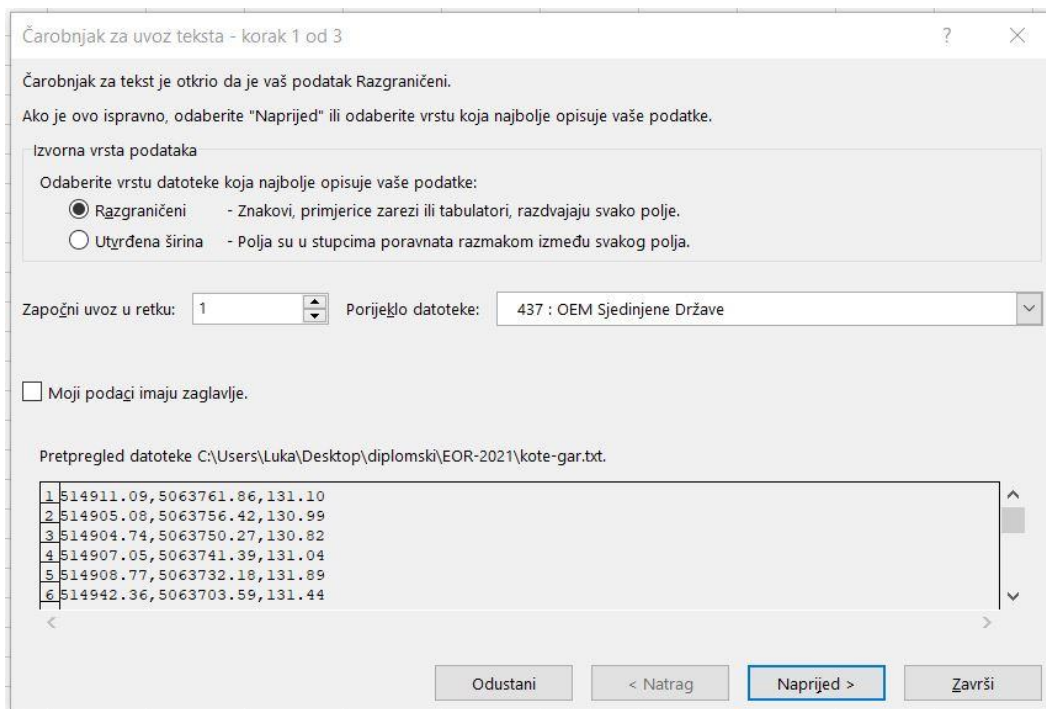 Čarobnjak za uvoz teksta - korak 1 od 3
Čarobnjak za tekst je otkrio da je vaš podatak Razgraničeni.
Ako je ovo ispravno, odaberite "Naprijed" ili odaberite vrstu koja najbolje opisuje vaše podatke.
Izvorna vrsta podataka
Odaberite vrstu datoteke koja najbolje opisuje vaše podatke:
Razgraničeni - Znakovi, primjerice zarezi ili tabulatori, razdvajaju svako polje.
Utvrđena širina - Polja su u stupcima poravnata razmakom između svakog polja.
Započni uvoz u retku: 1 Porijeklo datoteke: 437 : OEM Sjedinjene Države
Moji podaci imaju zaglavlje.
Pretpregled datoteke C:\Users\Luka\Desktop\diplomski\EOR-2021\kote-gar.txt.
1 514911.09,5063761.86,131.10
2 514905.08,5063756.42,130.99
3 514904.74,5063750.27,130.82
4 514907.05,5063741.39,131.04
5 514908.77,5063732.18,131.89
6 514942.36,5063703.59,131.44
Odustani < Natrag Naprijed > Završi